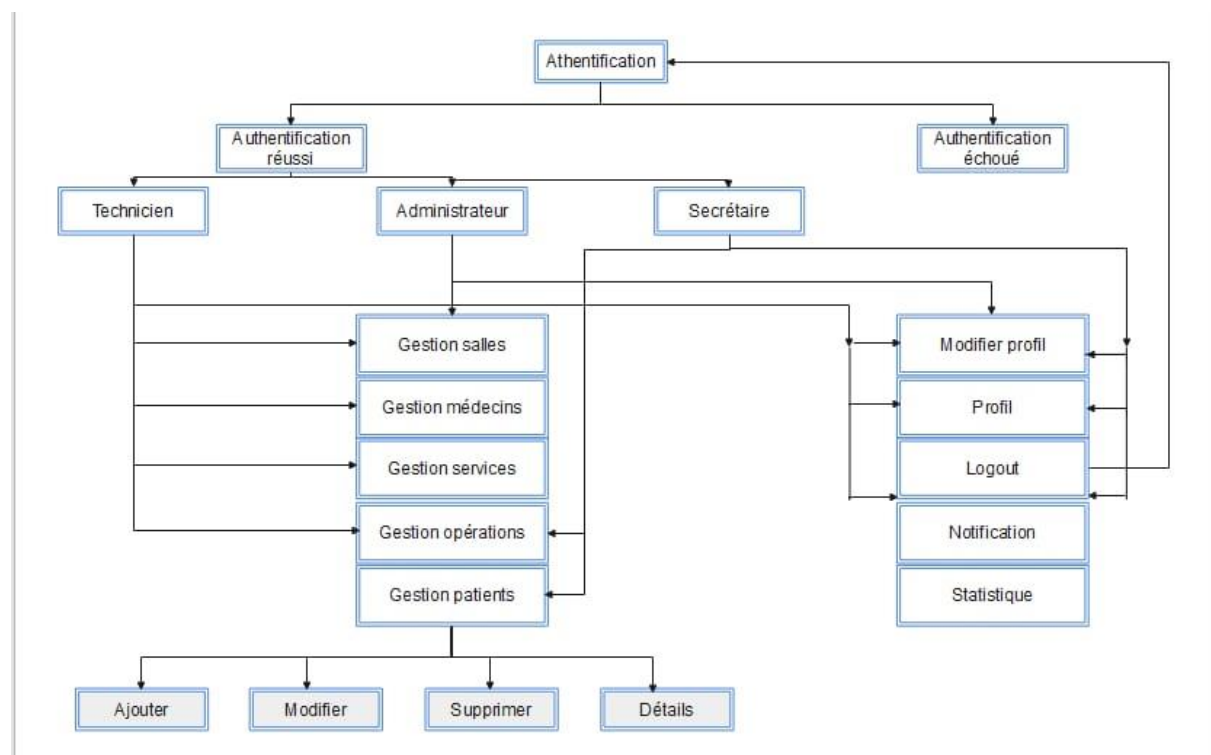 Athentification
Authentification
réussi
Authentification
échoué
Technicien
Administrateur
Secrétaire
Gestion salles
Modifier profil
Gestion médecins
Profil
Gestion services
Logout
Gestion opérations
Notification
Gestion patients
Statistique
Ajouter
Modifier
Supprimer
Détails